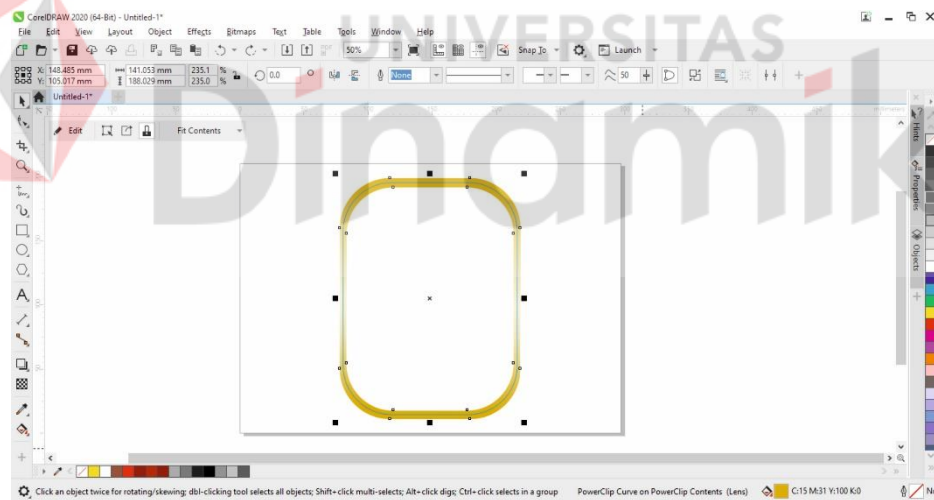 CorelDRAW 2020 (64-Bit) - Untitled-1*
File Edit View Layout Object Effects Bitmaps Text Table Tools Window Help
50% Snap To Launch
X: 148.485 mm 141.053 mm 235.1 % 0.0 None 50
Y: 105.017 mm 188.029 mm 235.0 %
Untitled-1*
Edit Fit Contents
UNIVERSITAS
Dinamik
Hints
Properties
Objects
Click an object twice for rotating/skewing; dbl-clicking tool selects all objects; Shift+click multi-selects; Alt+click digs; Ctrl+click selects in a group PowerClip Curve on PowerClip Contents (Lens) C:15 M:31 Y:100 K:0